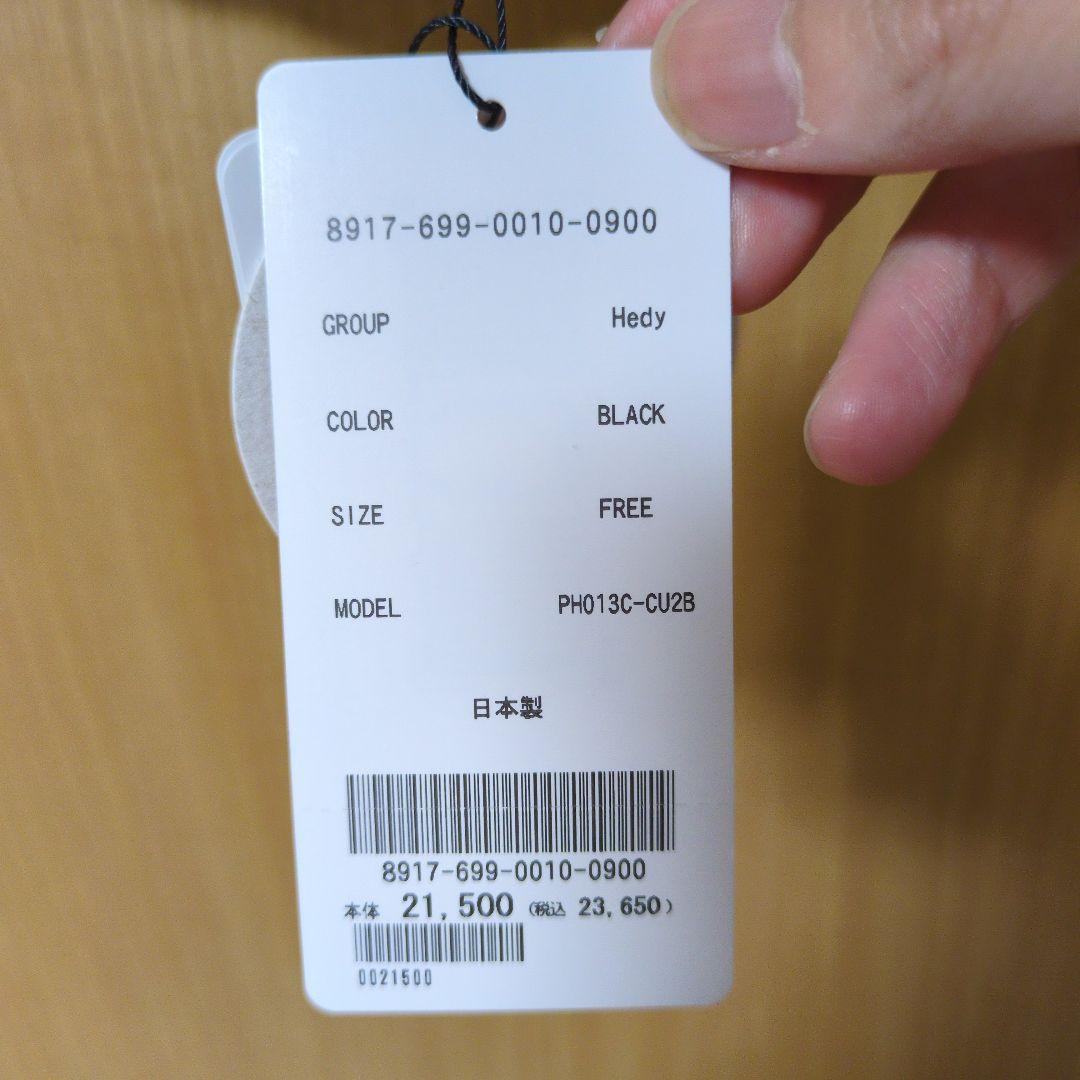 8917-699-0010-0900
GROUP Hedy
COLOR BLACK
SIZE FREE
MODEL PH013C-CU2B
日本製
8917-699-0010-0900
本体 21,500 (税込 23,650)
0021500